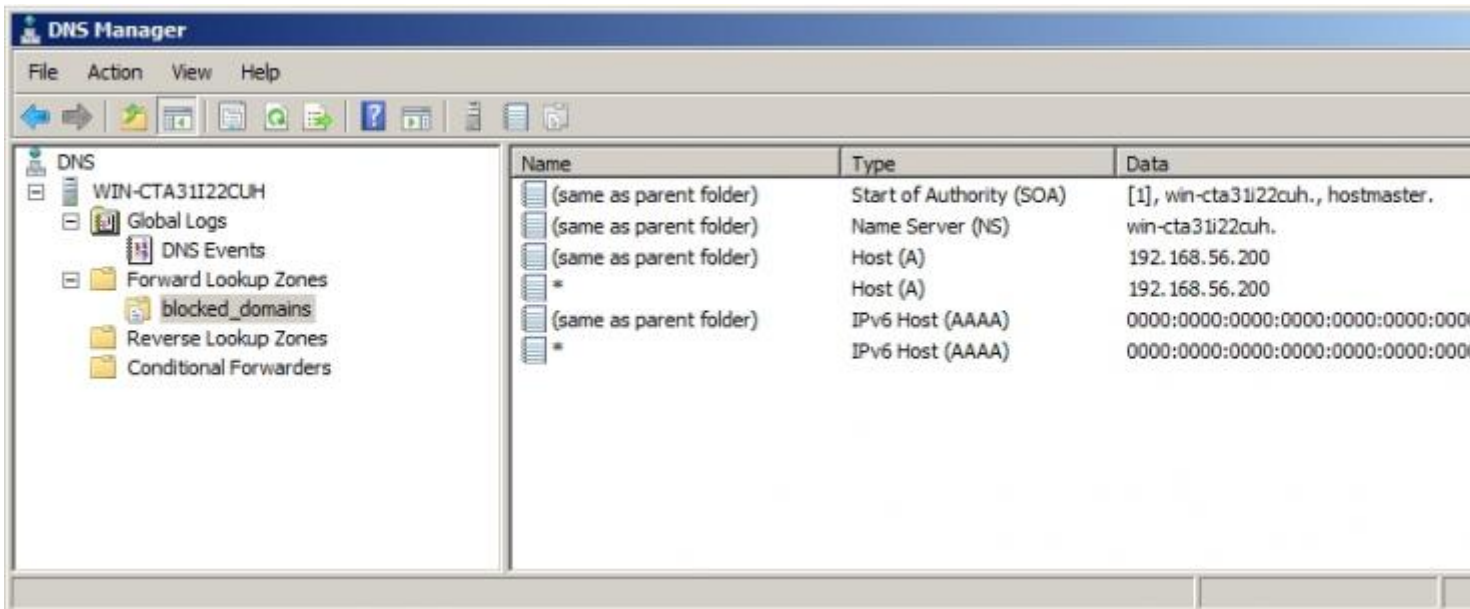 DNS Manager
File Action View Help
DNS
WIN-CTA31I22CUH
Global Logs
DNS Events
Forward Lookup Zones
blocked_domains
Reverse Lookup Zones
Conditional Forwarders
Name Type Data
(same as parent folder) Start of Authority (SOA) [1], win-cta31i22cuh., hostmaster.
(same as parent folder) Name Server (NS) win-cta31i22cuh.
(same as parent folder) Host (A) 192.168.56.200
* Host (A) 192.168.56.200
(same as parent folder) IPv6 Host (AAAA) 0000:0000:0000:0000:0000:0000:000
* IPv6 Host (AAAA) 0000:0000:0000:0000:0000:0000:000